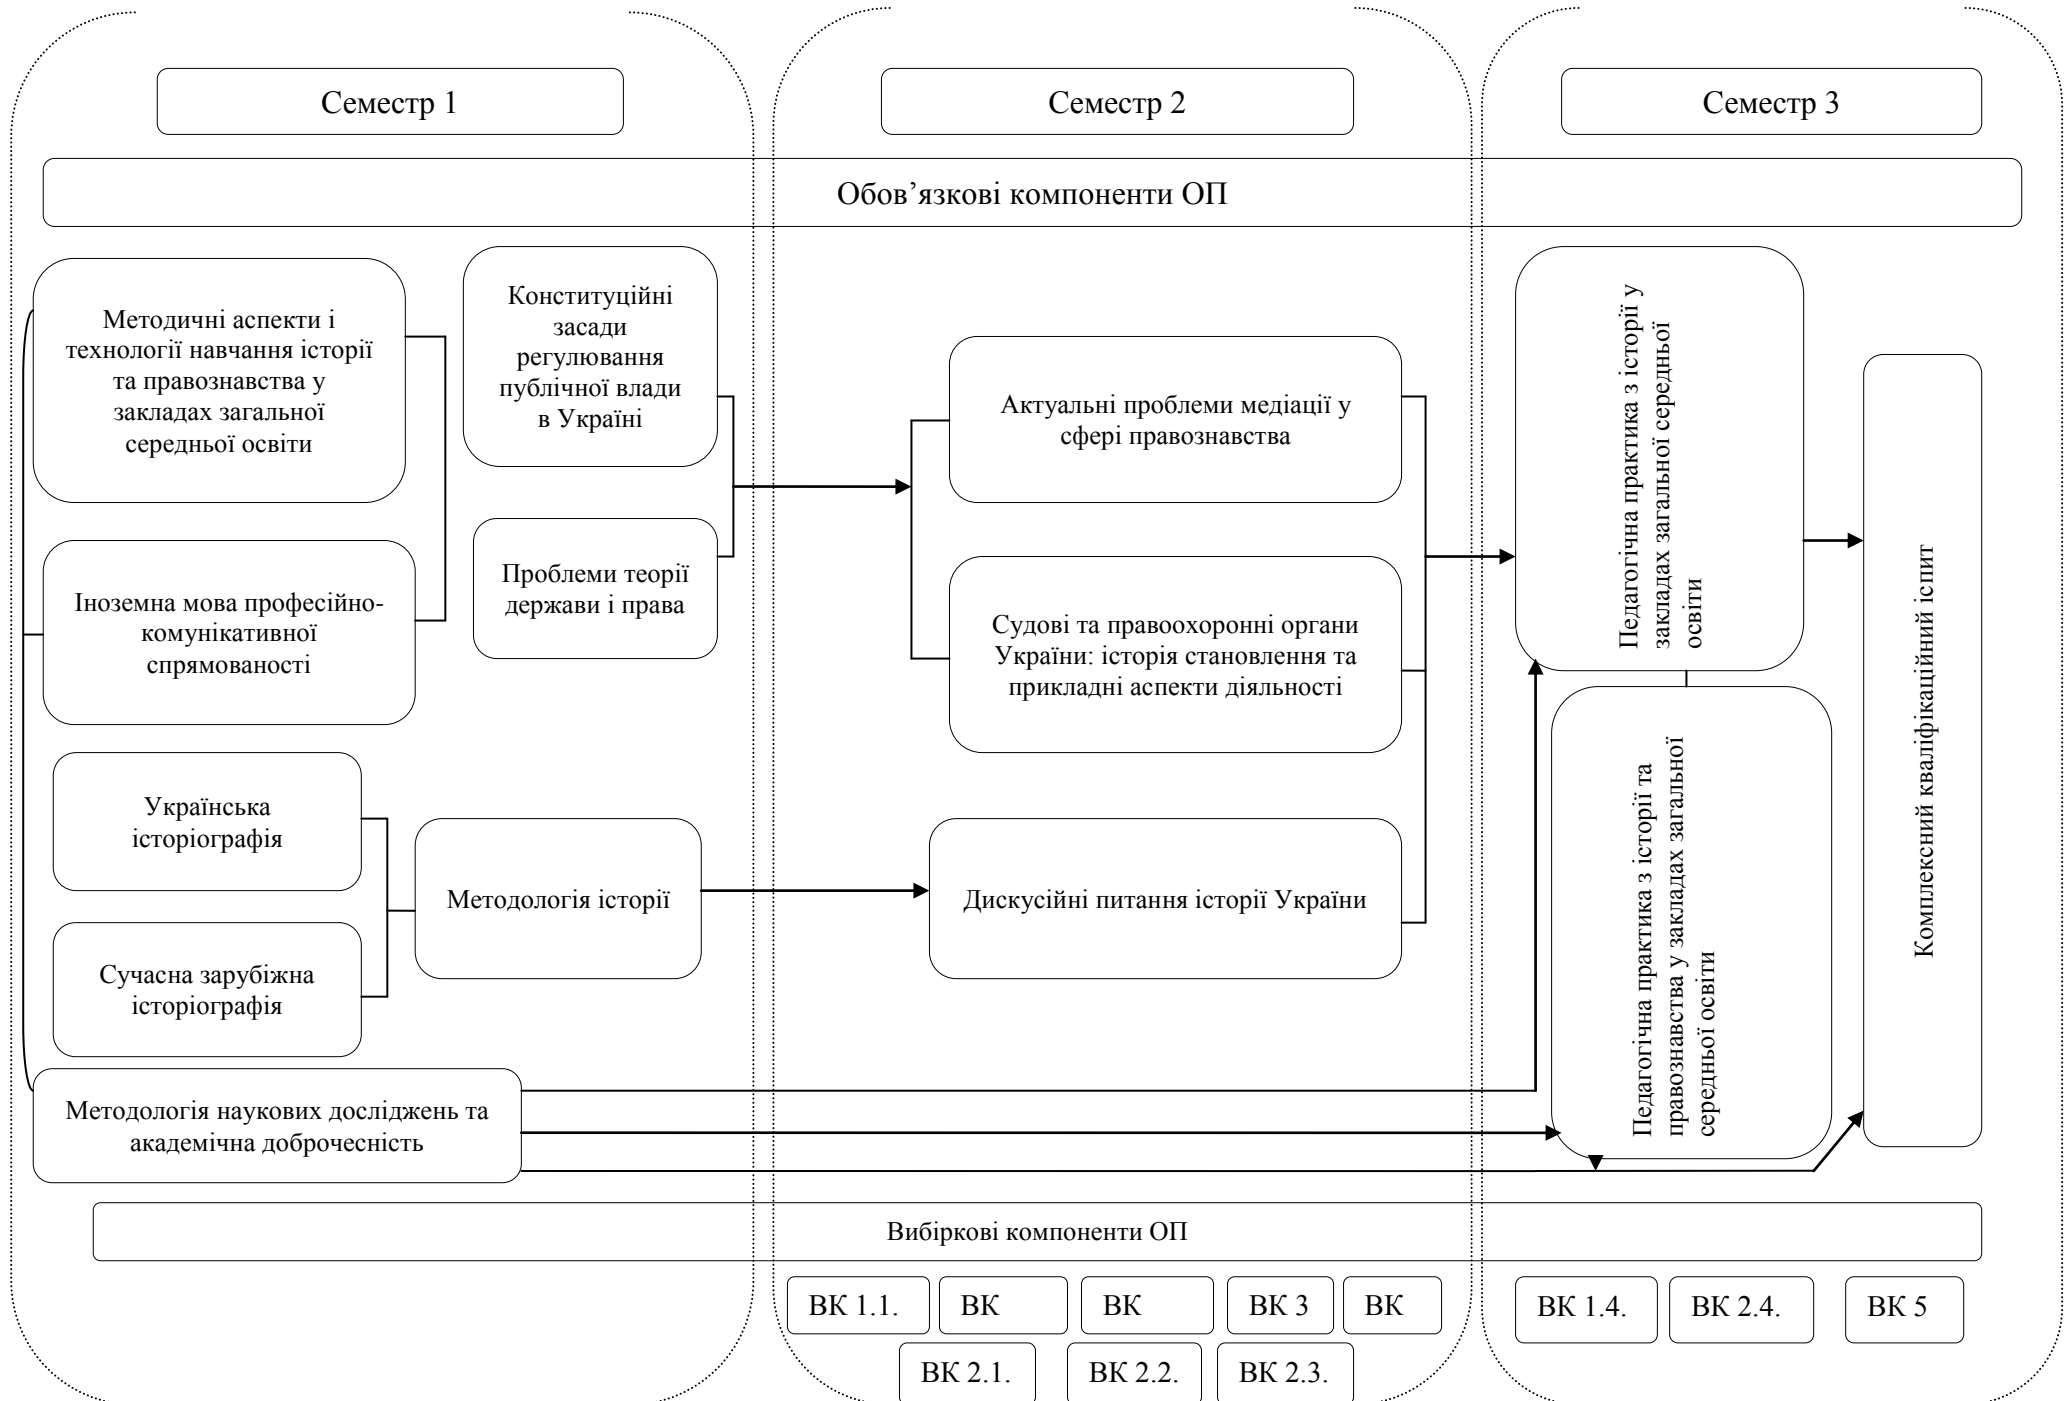 Семестр 1
Семестр 2
Семестр 3
Обов’язкові компоненти ОП
Методичні аспекти і
технології навчання історії
та правознавства у
закладах загальної
середньої освіти
Конституційні
засади
регулювання
публічної влади
в Україні
Проблеми теорії
держави і права
Іноземна мова професійно-
комунікативної
спрямованості
Українська
історіографія
Сучасна зарубіжна
історіографія
Методологія історії
Методологія наукових досліджень та
академічна доброчесність
Актуальні проблеми медіації у
сфері правознавства
Судові та правоохоронні органи
України: історія становлення та
прикладні аспекти діяльності
Дискусійні питання історії України
Педагогічна практика з історії у
закладах загальної середньої
освіти
Педагогічна практика з історії та
правознавства у закладах загальної
середньої освіти
Комплексний кваліфікаційний іспит
Вибіркові компоненти ОП
ВК 1.1.
ВК
ВК
ВК 3
ВК
ВК 1.4.
ВК 2.4.
ВК 5
ВК 2.1.
ВК 2.2.
ВК 2.3.